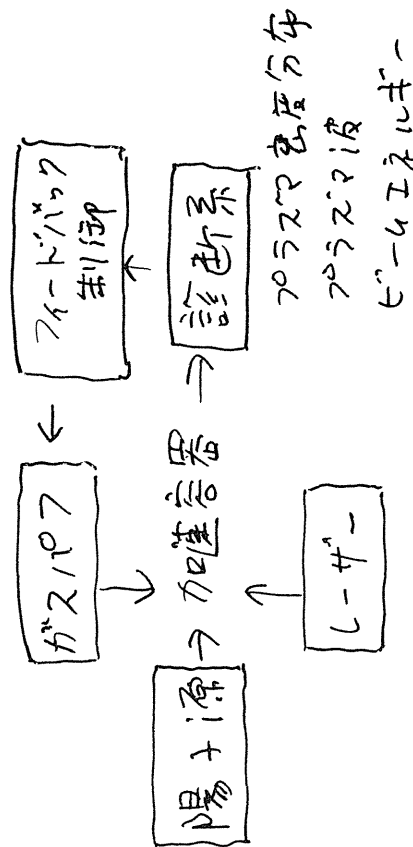 フィードバック
制御
ガスパフ
陽子源
加速容器
診断系
レーザー
プラズマ密度分布
プラズマ波
ビームエネルギー